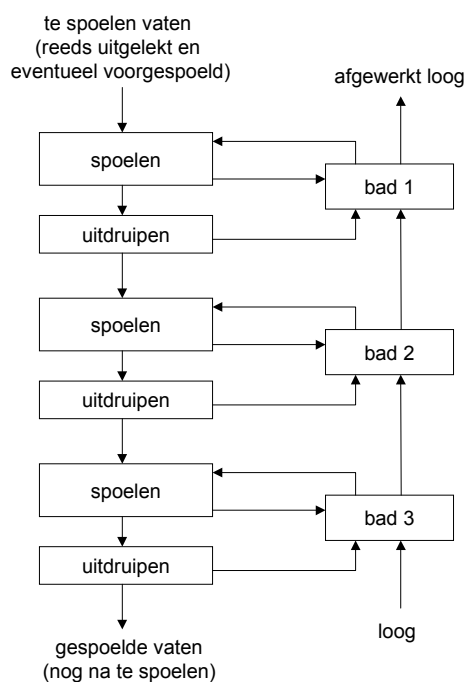 te spoelen vaten
(reeds uitgelekt en
eventueel voorgespoeld)
afgewerkt loog
spoelen
bad 1
uitdruipen
spoelen
bad 2
uitdruipen
spoelen
bad 3
uitdruipen
gespoelde vaten
(nog na te spoelen)
loog